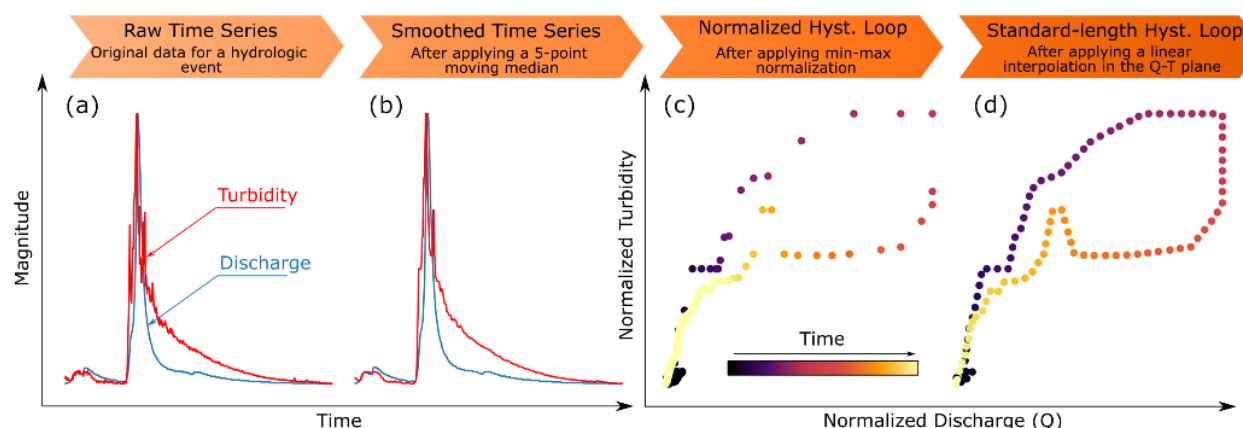 Raw Time Series
Original data for a hydrologic
event
Smoothed Time Series
After applying a 5-point
moving median
Normalized Hyst. Loop
After applying min-max
normalization
Standard-length Hyst. Loop
After applying a linear
interpolation in the Q-T plane
(a)
(b)
(c)
(d)
Magnitude
Turbidity
Discharge
Time
Normalized Turbidity
Time
Normalized Discharge (Q)